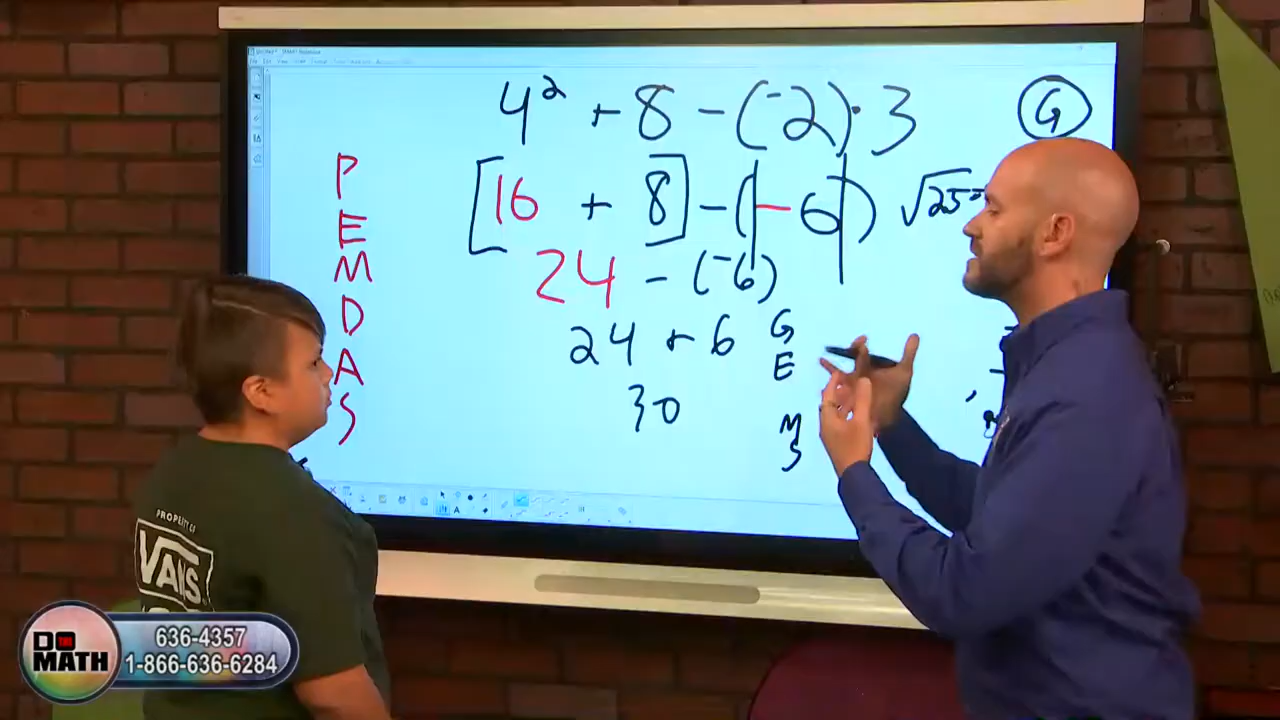 4² + 8 - (-2)·3
G
[16 + 8] - (|-6|)
√25=
24 - (-6)
24 + 6
30
P
E
M
D
A
S
G
E
M
S
PROPERTY OF
VANS
DO THE MATH
636-4357
1-866-636-6284